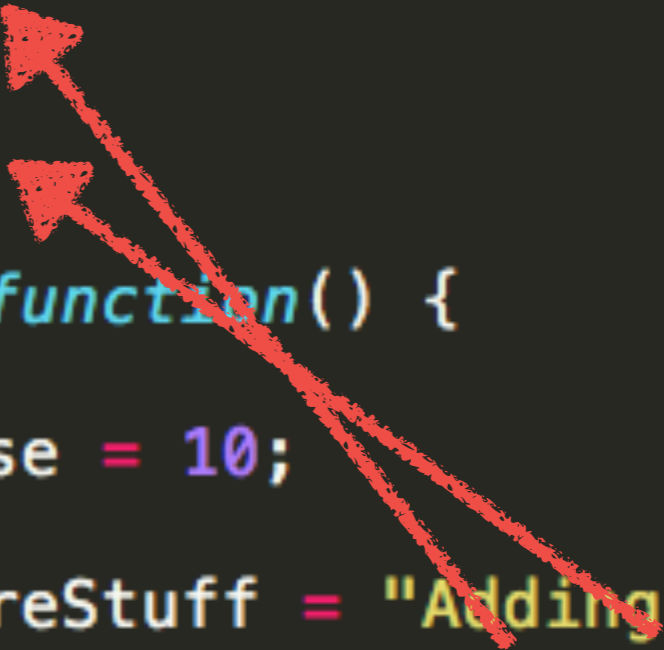 function() {
se = 10;
reStuff = "Adding